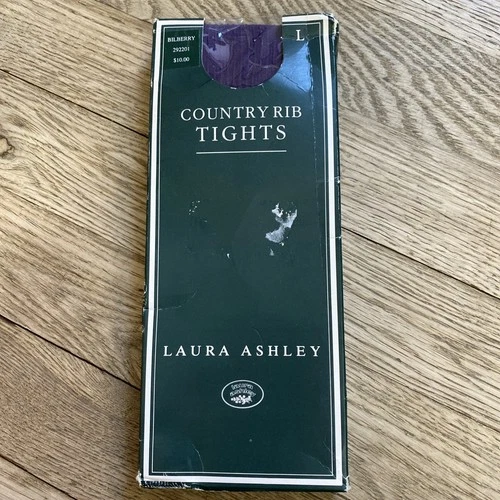 BILBERRY
292201
$10.00
L
COUNTRY RIB
TIGHTS
LAURA ASHLEY